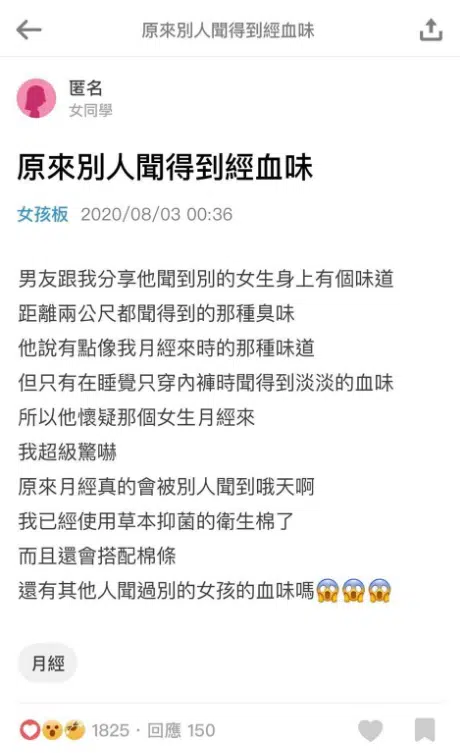 原來別人聞得到經血味
匿名
女同學
原來別人聞得到經血味
女孩板 2020/08/03 00:36
男友跟我分享他聞到別的女生身上有個味道
距離兩公尺都聞得到的那種臭味
他說有點像我月經來時的那種味道
但只有在睡覺只穿內褲時聞得到淡淡的血味
所以他懷疑那個女生月經來
我超級驚嚇
原來月經真的會被別人聞到哦天啊
我已經使用草本抑菌的衛生棉了
而且還會搭配棉條
還有其他人聞過別的女孩的血味嗎😱😱😱
月經
1825 · 回應 150